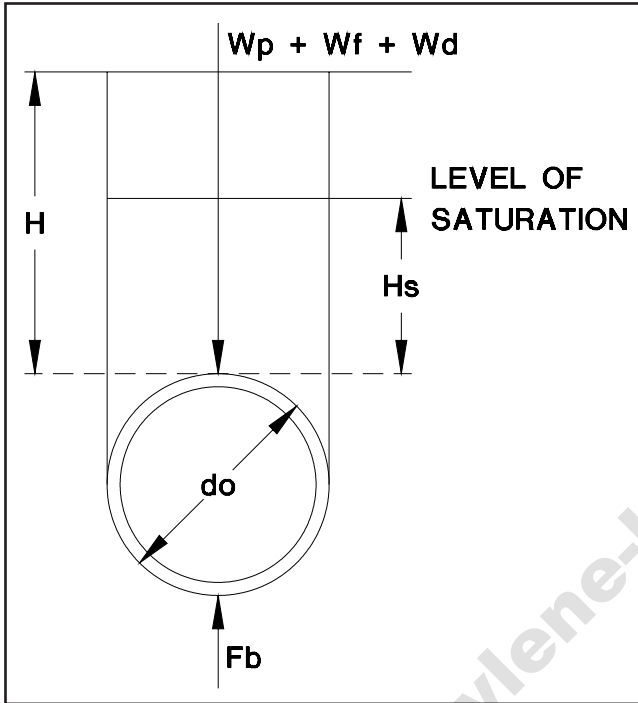 Wp + Wf + Wd
LEVEL OF
SATURATION
H
Hs
do
Fb